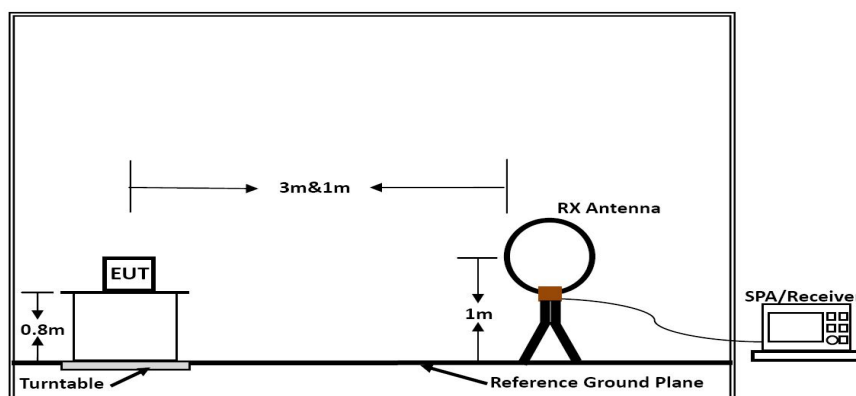 3m&1m
RX Antenna
EUT
SPA/Receiver
0.8m
1m
Turntable
Reference Ground Plane